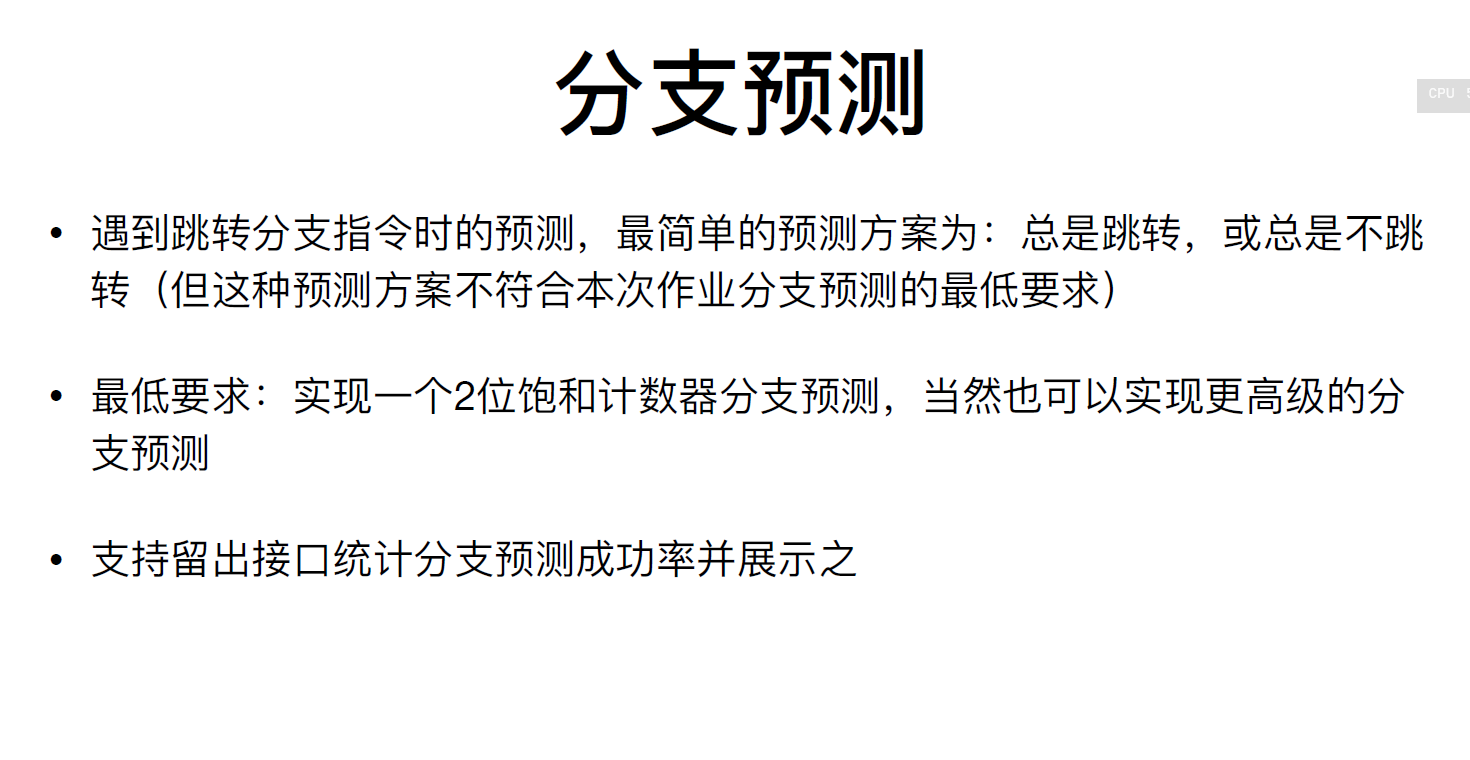 分支预测
CPU 5
• 遇到跳转分支指令时的预测，最简单的预测方案为：总是跳转，或总是不跳
转（但这种预测方案不符合本次作业分支预测的最低要求）
• 最低要求：实现一个2位饱和计数器分支预测，当然也可以实现更高级的分
支预测
• 支持留出接口统计分支预测成功率并展示之